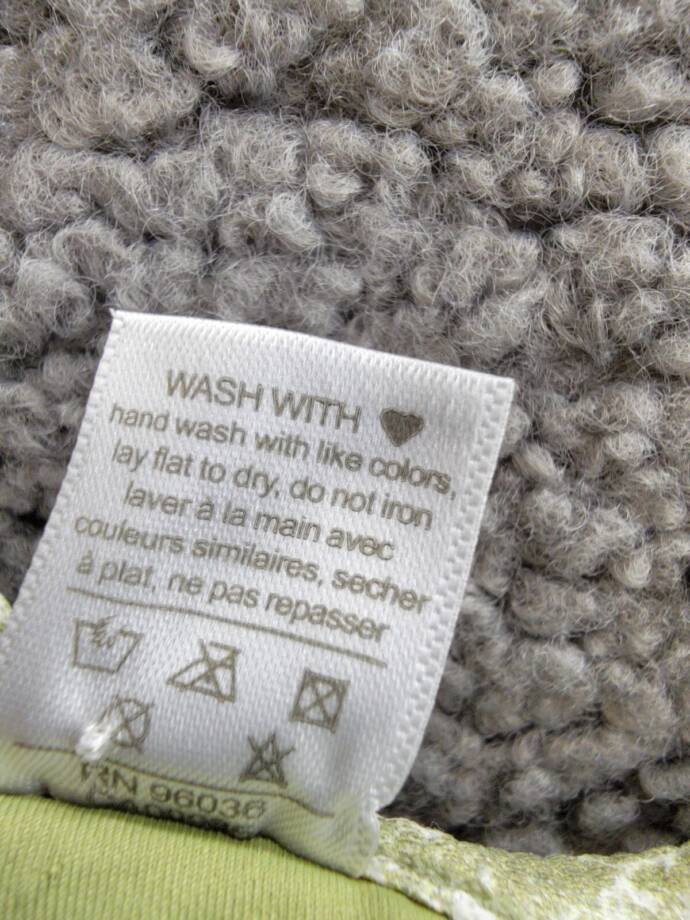 WASH WITH
hand wash with like colors,
lay flat to dry, do not iron
laver à la main avec
couleurs similaires, secher
à plat, ne pas repasser
RN 96036